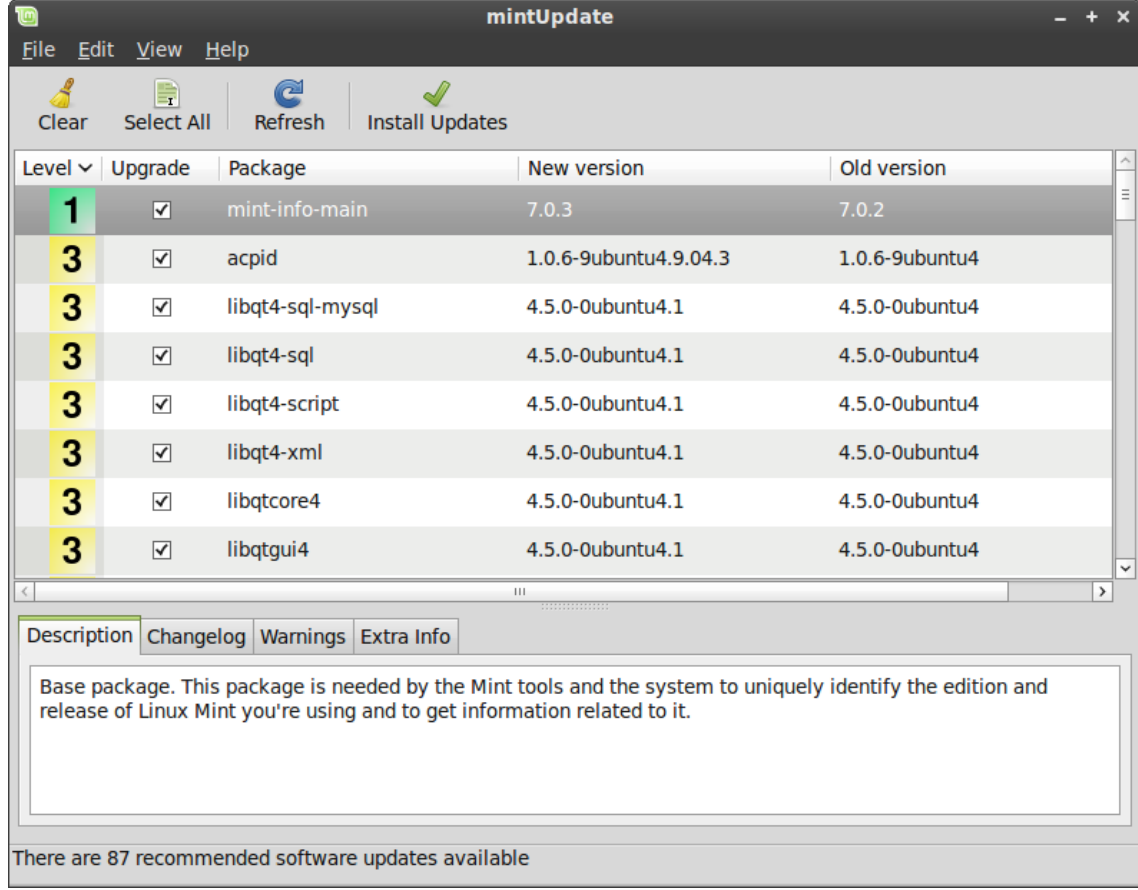 mintUpdate
File Edit View Help
Clear Select All Refresh Install Updates
Level Upgrade Package New version Old version
1 mint-info-main 7.0.3 7.0.2
3 acpid 1.0.6-9ubuntu4.9.04.3 1.0.6-9ubuntu4
3 libqt4-sql-mysql 4.5.0-0ubuntu4.1 4.5.0-0ubuntu4
3 libqt4-sql 4.5.0-0ubuntu4.1 4.5.0-0ubuntu4
3 libqt4-script 4.5.0-0ubuntu4.1 4.5.0-0ubuntu4
3 libqt4-xml 4.5.0-0ubuntu4.1 4.5.0-0ubuntu4
3 libqtcore4 4.5.0-0ubuntu4.1 4.5.0-0ubuntu4
3 libqtgui4 4.5.0-0ubuntu4.1 4.5.0-0ubuntu4
Description Changelog Warnings Extra Info
Base package. This package is needed by the Mint tools and the system to uniquely identify the edition and
release of Linux Mint you're using and to get information related to it.
There are 87 recommended software updates available